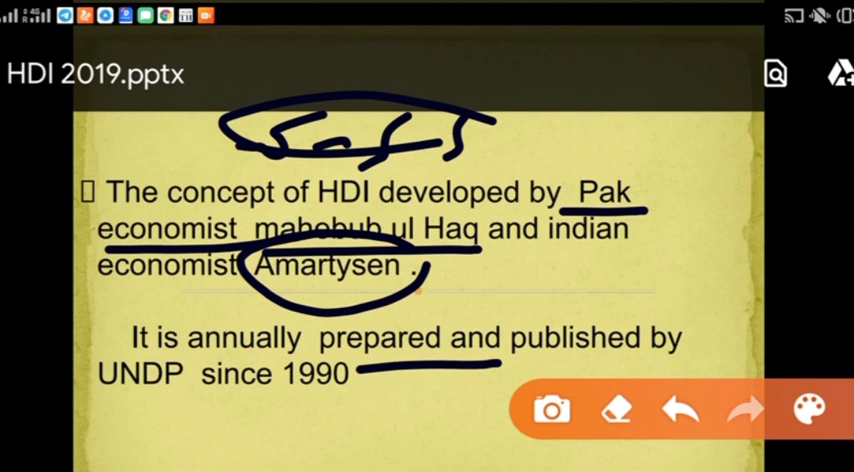 HDI 2019.pptx
The concept of HDI developed by Pak
economist mahebub ul Haq and indian
economist Amartysen .
It is annually prepared and published by
UNDP since 1990